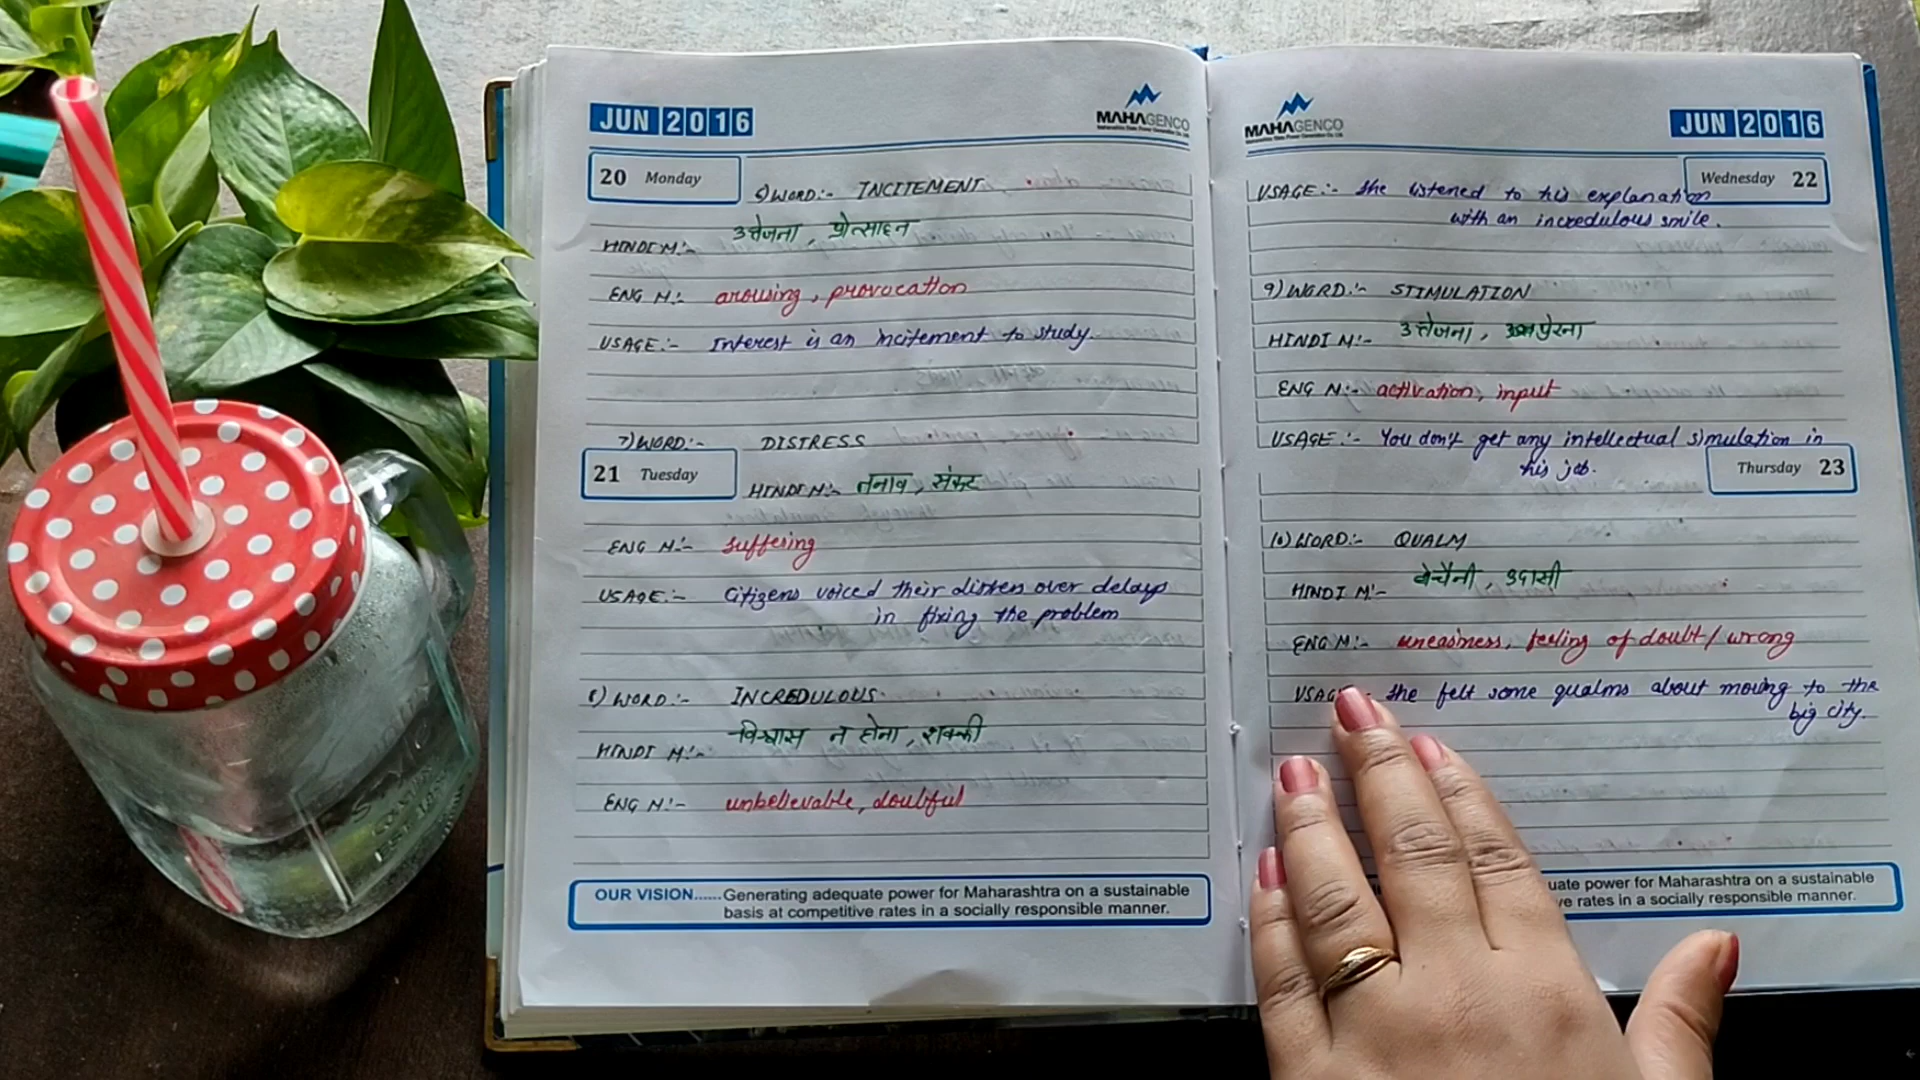 JUN 2016
MAHAGENCO
20 Monday
6) WORD:- INCITEMENT
HINDI M:- उत्तेजना, प्रोत्साहन
ENG M:- arousing, provocation
USAGE:- Interest is an incitement to study.
7) WORD:- DISTRESS
21 Tuesday
HINDI M:- तनाव, संकट
ENG M:- suffering
USAGE:- Citizens voiced their distress over delays
in fixing the problem
8) WORD:- INCREDULOUS
HINDI M:- विश्वास न होना, शक्की
ENG M:- unbelievable, doubtful
OUR VISION......Generating adequate power for Maharashtra on a sustainable
basis at competitive rates in a socially responsible manner.
MAHAGENCO
JUN 2016
Wednesday 22
USAGE:- She listened to his explanation
with an incredulous smile.
9) WORD:- STIMULATION
HINDI M:- उत्तेजना,
ENG M:- activation, input
USAGE:- You don't get any intellectual simulation in
his job.
Thursday 23
10) WORD:- QUALM
HINDI M:- बेचैनी, उदासी
ENG M:- uneasiness, feeling of doubt/wrong
USAGE:- She felt some qualms about moving to the
big city.
uate power for Maharashtra on a sustainable
ve rates in a socially responsible manner.